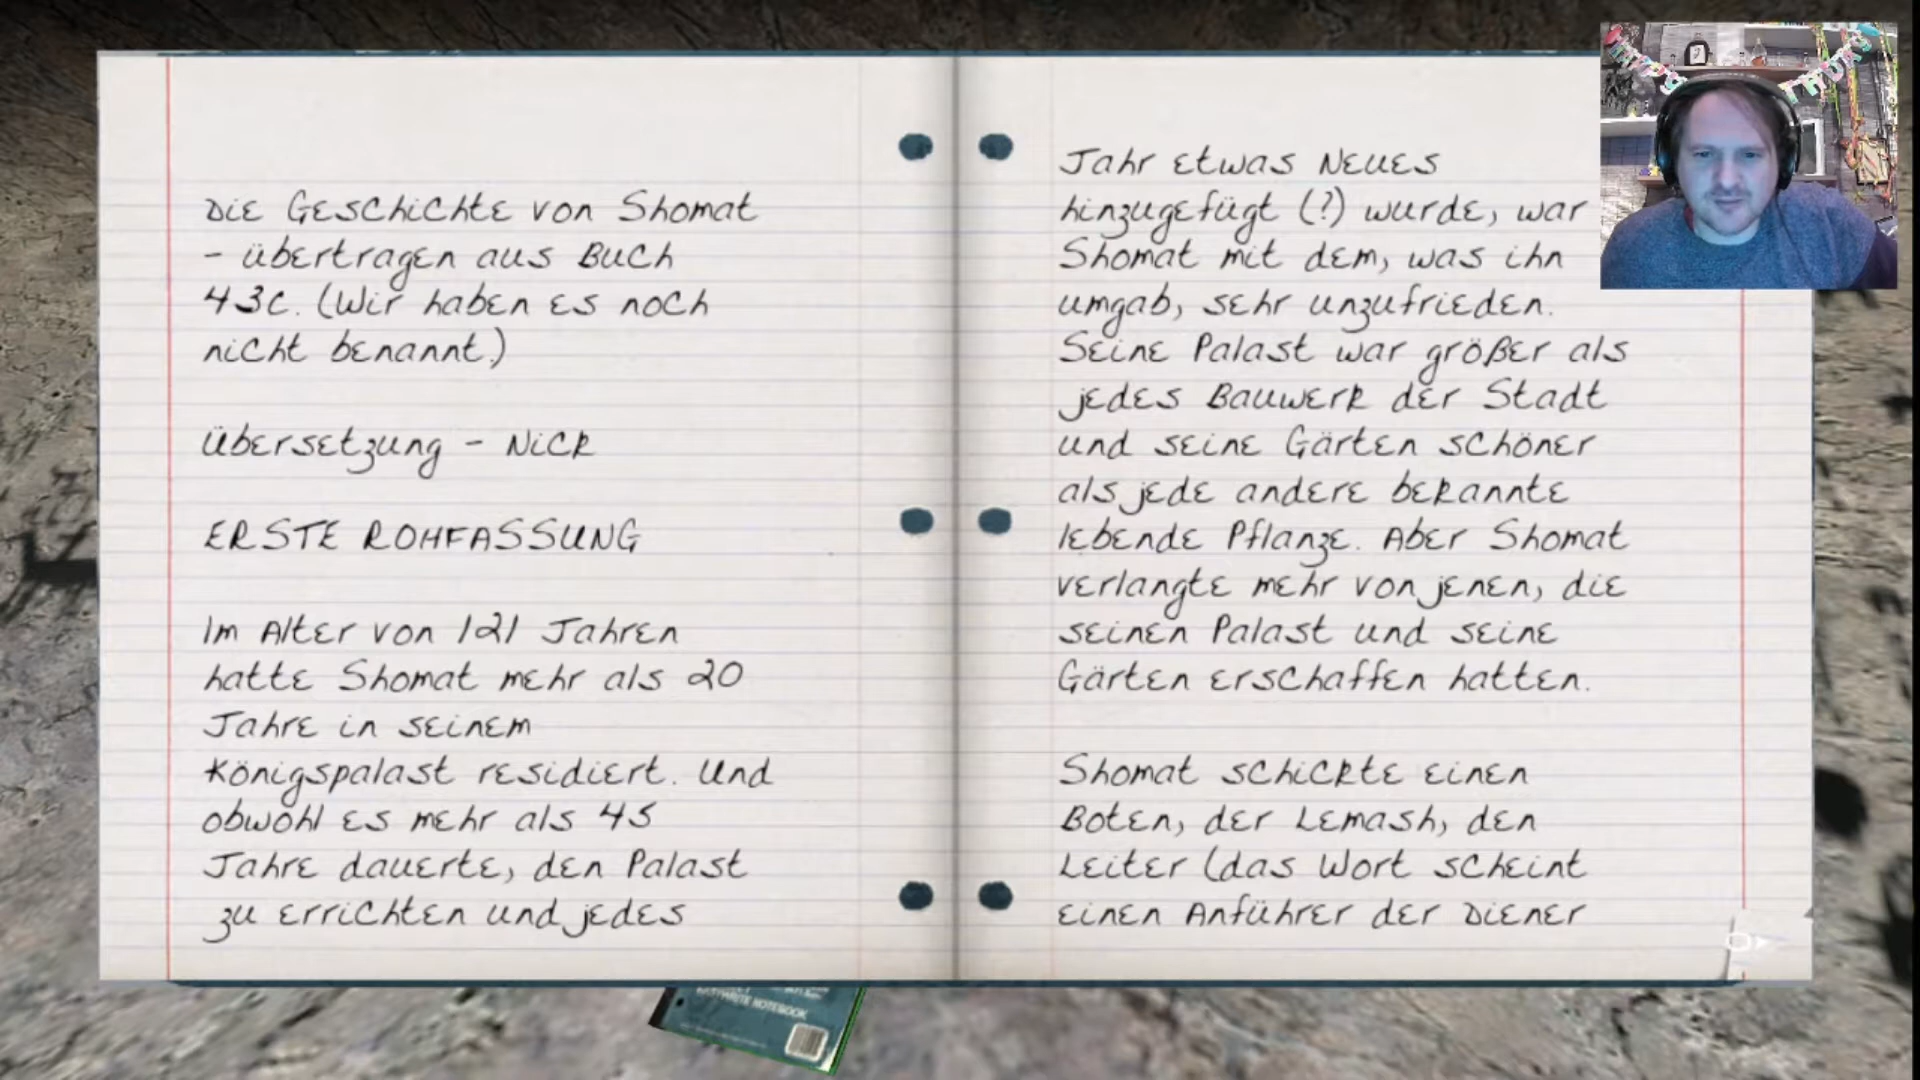 Die Geschichte von Shomat
- übertragen aus Buch
43c. (Wir haben es noch
nicht benannt.)
Übersetzung - Nick
ERSTE ROHFASSUNG
Im Alter von 121 Jahren
hatte Shomat mehr als 20
Jahre in seinem
Königspalast residiert. Und
obwohl es mehr als 45
Jahre dauerte, den Palast
zu errichten und jedes
Jahr etwas Neues
hinzugefügt (?) wurde, war
Shomat mit dem, was ihn
umgab, sehr unzufrieden.
Seine Palast war größer als
jedes Bauwerk der Stadt
und seine Gärten schöner
als jede andere bekannte
lebende Pflanze. Aber Shomat
verlangte mehr von jenen, die
seinen Palast und seine
Gärten erschaffen hatten.
Shomat schickte einen
Boten, der Lemash, den
Leiter (das Wort scheint
einen Anführer der Diener
NOTEBOOK